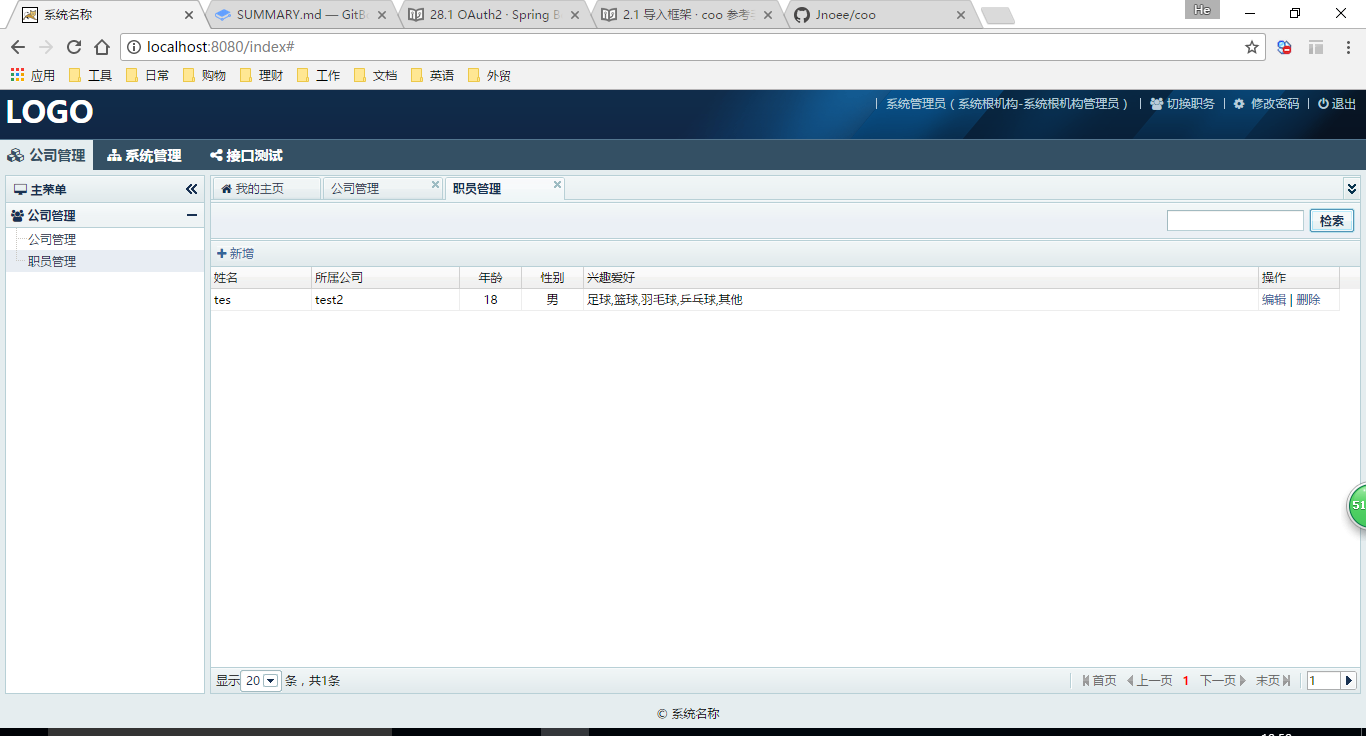 系统名称
SUMMARY.md — GitB
28.1 OAuth2 · Spring B
2.1 导入框架 · coo 参考
Jnoee/coo
He
localhost:8080/index#
应用 工具 日常 购物 理财 工作 文档 英语 外贸
LOGO
| 系统管理员（系统根机构-系统根机构管理员） | 切换职务 | 修改密码 | 退出
公司管理 系统管理 接口测试
主菜单
我的主页 公司管理 职员管理
公司管理
公司管理
职员管理
检索
新增
姓名 所属公司 年龄 性别 兴趣爱好 操作
tes test2 18 男 足球,篮球,羽毛球,乒乓球,其他 编辑 | 删除
51
显示 20 条，共1条 首页 上一页 1 下一页 末页 1
© 系统名称